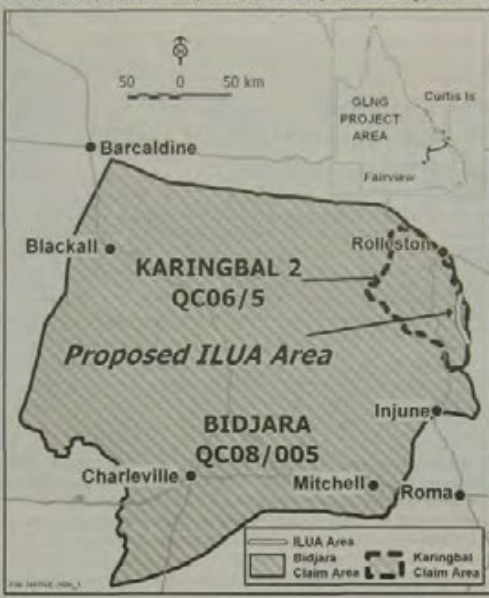 50 0 50 km
GLNG
PROJECT
AREA
Curtis Is
Fairview
Barcaldine
Blackall
Rolleston
KARINGBAL 2
QC06/5
Proposed ILUA Area
BIDJARA
QC08/005
Injune
Charleville
Mitchell
Roma
ILUA Area
Bidjara
Claim Area
Karingbal
Claim Area